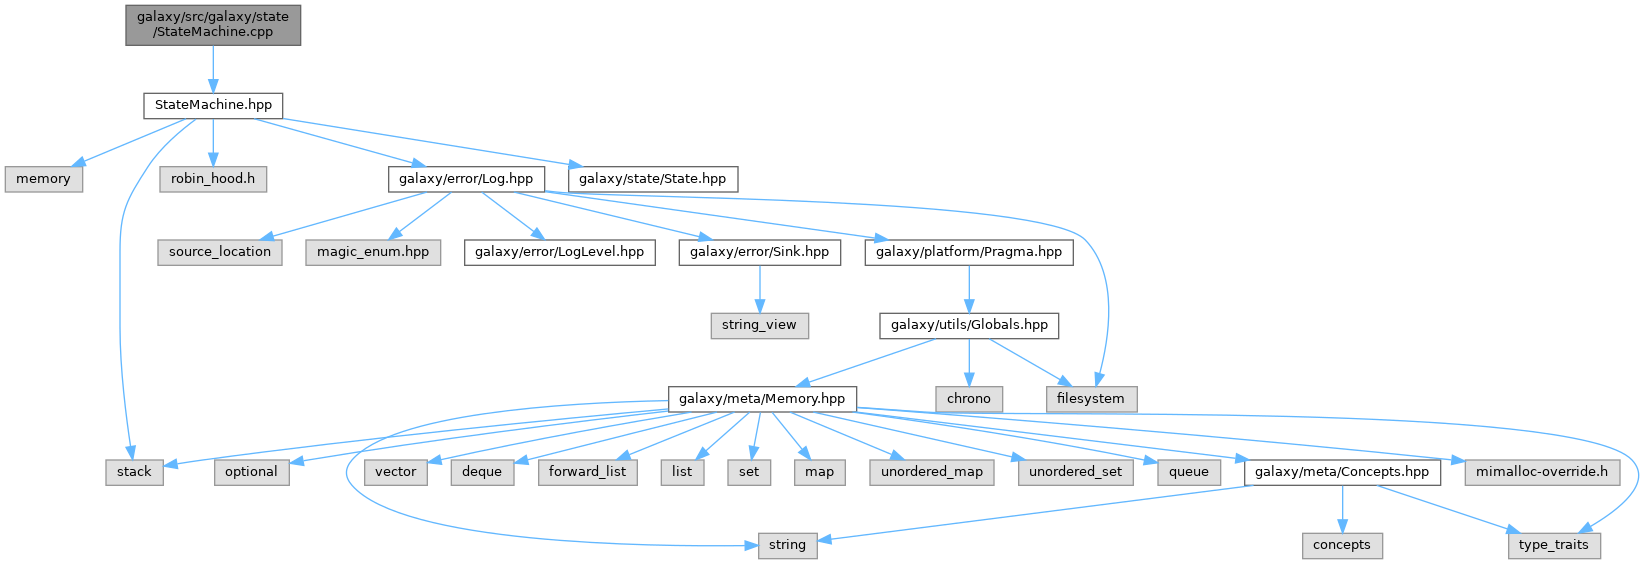 galaxy/src/galaxy/state
/StateMachine.cpp
StateMachine.hpp
memory
robin_hood.h
galaxy/error/Log.hpp
galaxy/state/State.hpp
source_location
magic_enum.hpp
galaxy/error/LogLevel.hpp
galaxy/error/Sink.hpp
galaxy/platform/Pragma.hpp
string_view
galaxy/utils/Globals.hpp
galaxy/meta/Memory.hpp
chrono
filesystem
stack
optional
vector
deque
forward_list
list
set
map
unordered_map
unordered_set
queue
galaxy/meta/Concepts.hpp
mimalloc-override.h
string
concepts
type_traits